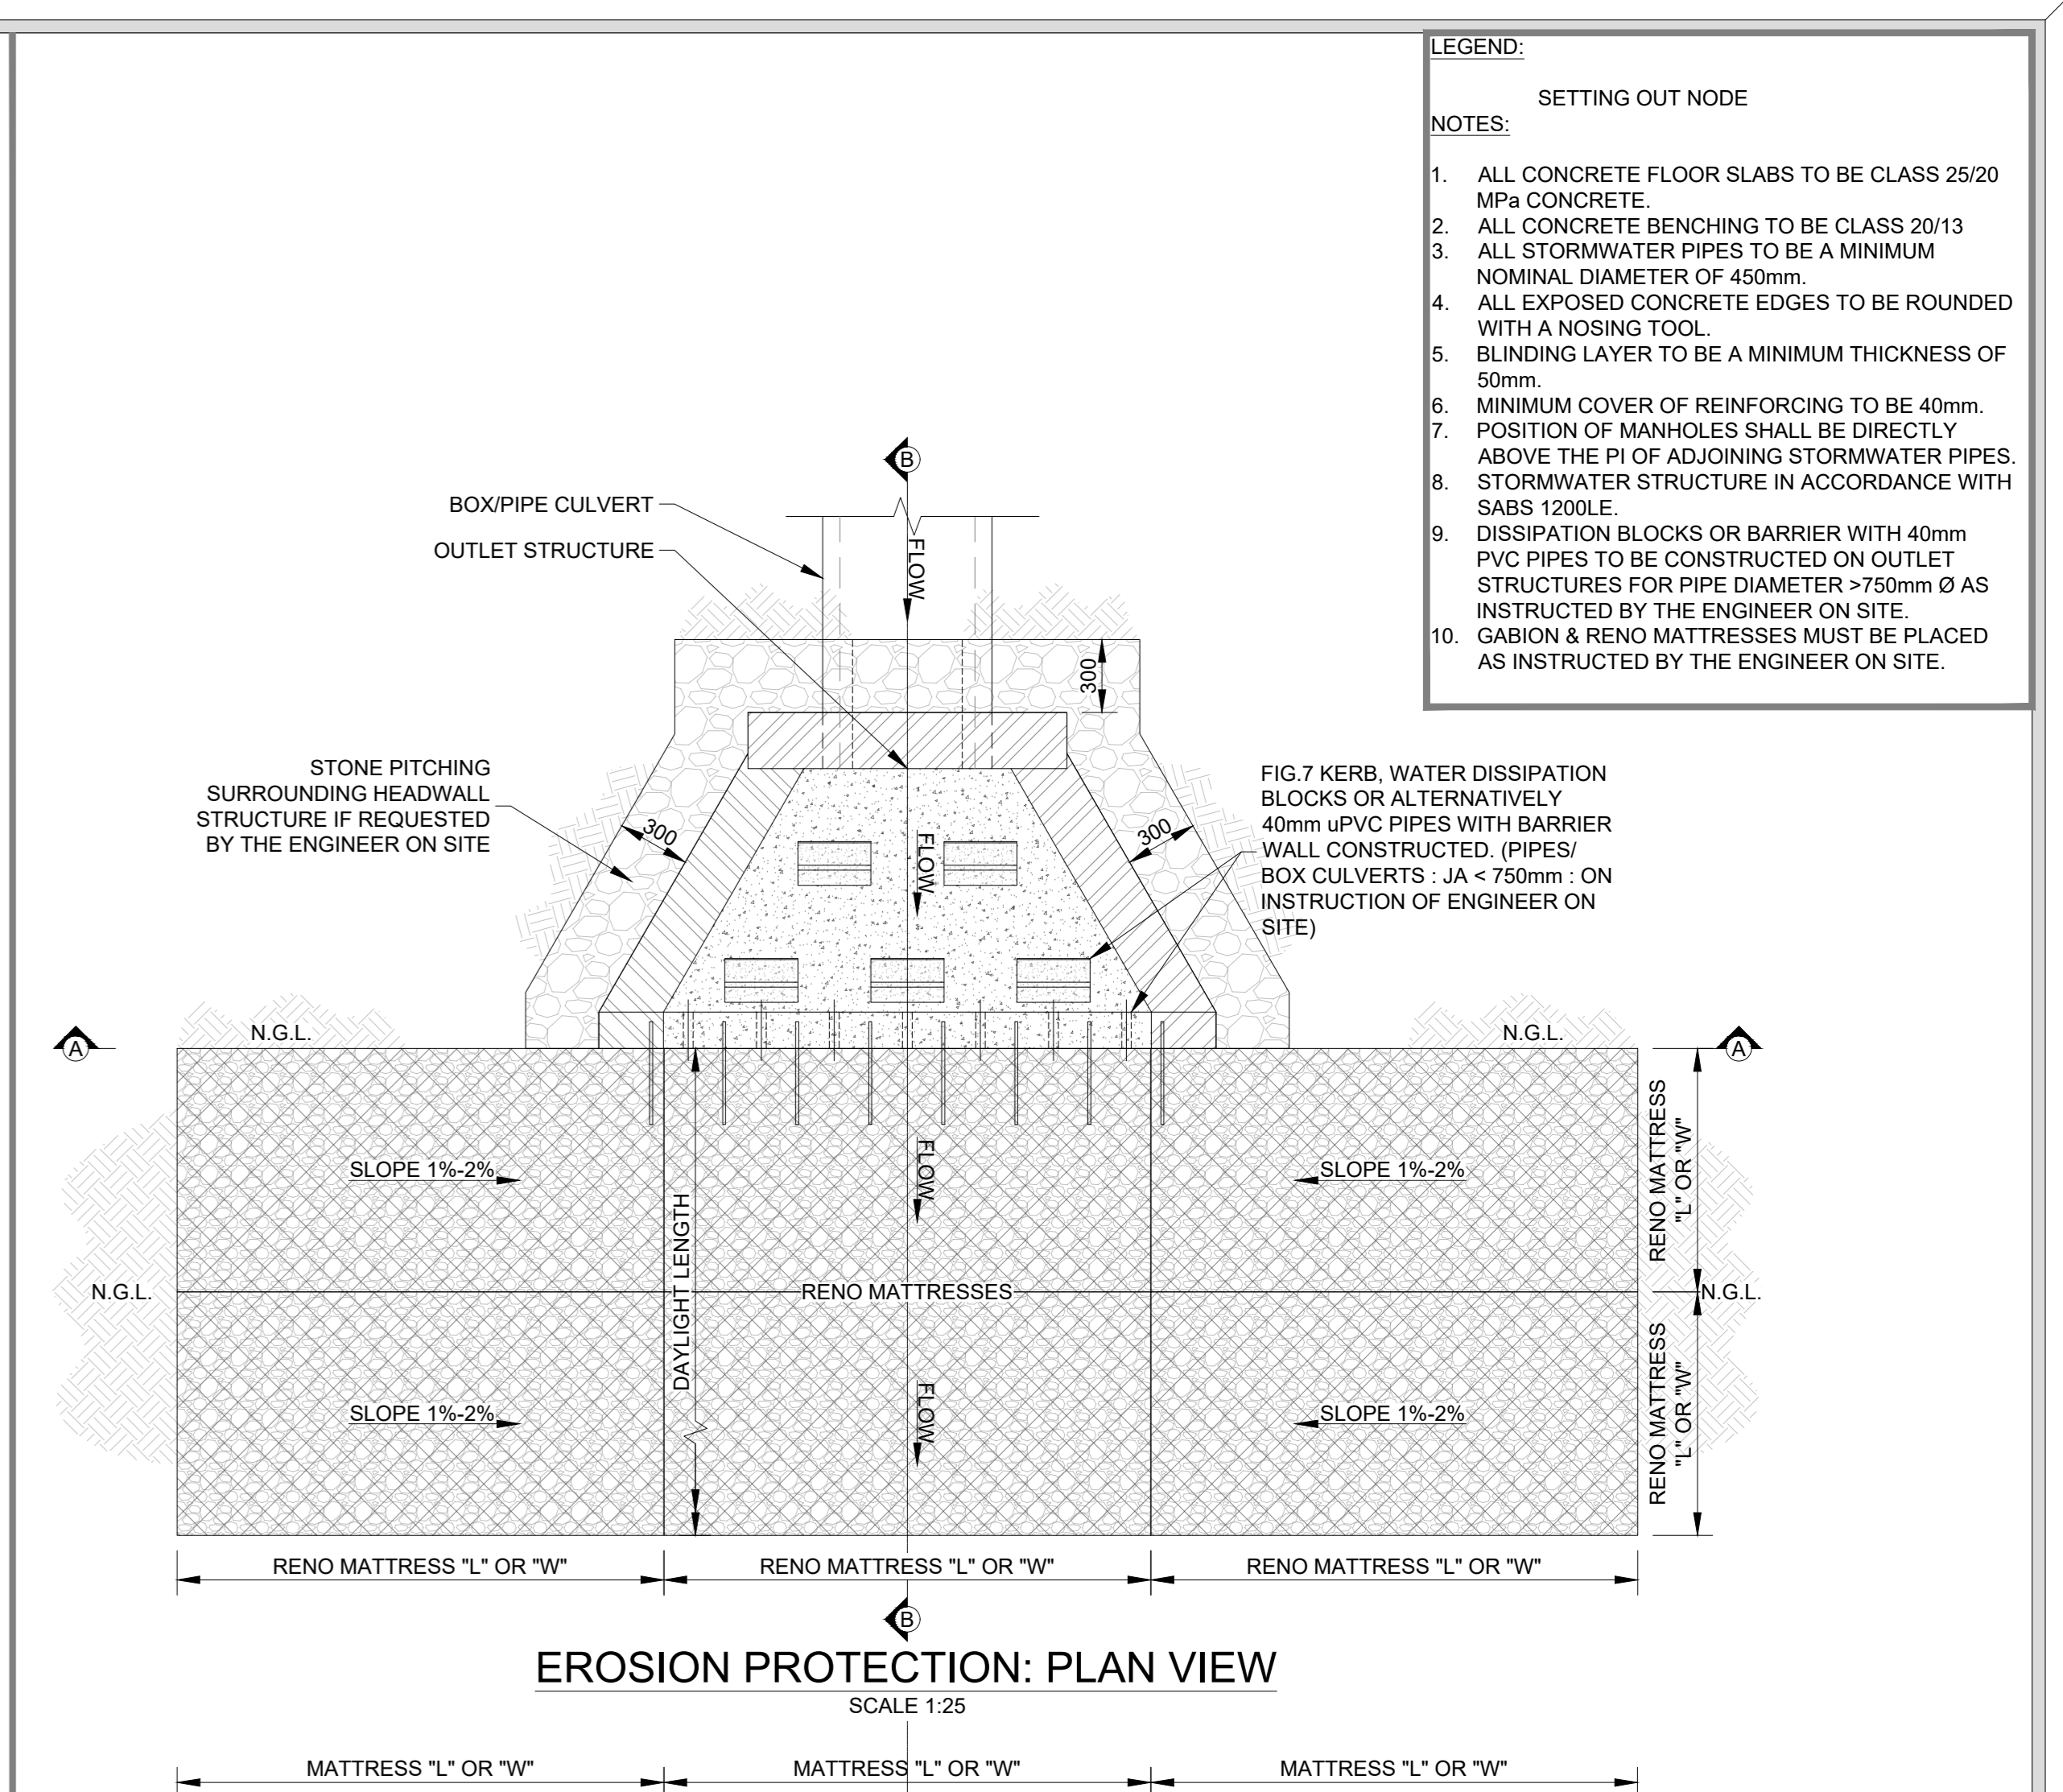 LEGEND:
SETTING OUT NODE
NOTES:
1. ALL CONCRETE FLOOR SLABS TO BE CLASS 25/20
MPa CONCRETE.
2. ALL CONCRETE BENCHING TO BE CLASS 20/13
3. ALL STORMWATER PIPES TO BE A MINIMUM
NOMINAL DIAMETER OF 450mm.
4. ALL EXPOSED CONCRETE EDGES TO BE ROUNDED
WITH A NOSING TOOL.
5. BLINDING LAYER TO BE A MINIMUM THICKNESS OF
50mm.
6. MINIMUM COVER OF REINFORCING TO BE 40mm.
7. POSITION OF MANHOLES SHALL BE DIRECTLY
ABOVE THE PI OF ADJOINING STORMWATER PIPES.
8. STORMWATER STRUCTURE IN ACCORDANCE WITH
SABS 1200LE.
9. DISSIPATION BLOCKS OR BARRIER WITH 40mm
PVC PIPES TO BE CONSTRUCTED ON OUTLET
STRUCTURES FOR PIPE DIAMETER >750mm Ø AS
INSTRUCTED BY THE ENGINEER ON SITE.
10. GABION & RENO MATTRESSES MUST BE PLACED
AS INSTRUCTED BY THE ENGINEER ON SITE.
B
BOX/PIPE CULVERT
OUTLET STRUCTURE
FLOW
300
STONE PITCHING
SURROUNDING HEADWALL
STRUCTURE IF REQUESTED
BY THE ENGINEER ON SITE
300
FLOW
300
FIG.7 KERB, WATER DISSIPATION
BLOCKS OR ALTERNATIVELY
40mm uPVC PIPES WITH BARRIER
WALL CONSTRUCTED. (PIPES/
BOX CULVERTS : JA < 750mm : ON
INSTRUCTION OF ENGINEER ON
SITE)
A
N.G.L.
N.G.L.
A
SLOPE 1%-2%
FLOW
SLOPE 1%-2%
RENO MATTRESS
"L" OR "W"
DAYLIGHT LENGTH
N.G.L.
RENO MATTRESSES
N.G.L.
SLOPE 1%-2%
FLOW
SLOPE 1%-2%
RENO MATTRESS
"L" OR "W"
RENO MATTRESS "L" OR "W"
RENO MATTRESS "L" OR "W"
RENO MATTRESS "L" OR "W"
B
EROSION PROTECTION: PLAN VIEW
SCALE 1:25
MATTRESS "L" OR "W"
MATTRESS "L" OR "W"
MATTRESS "L" OR "W"